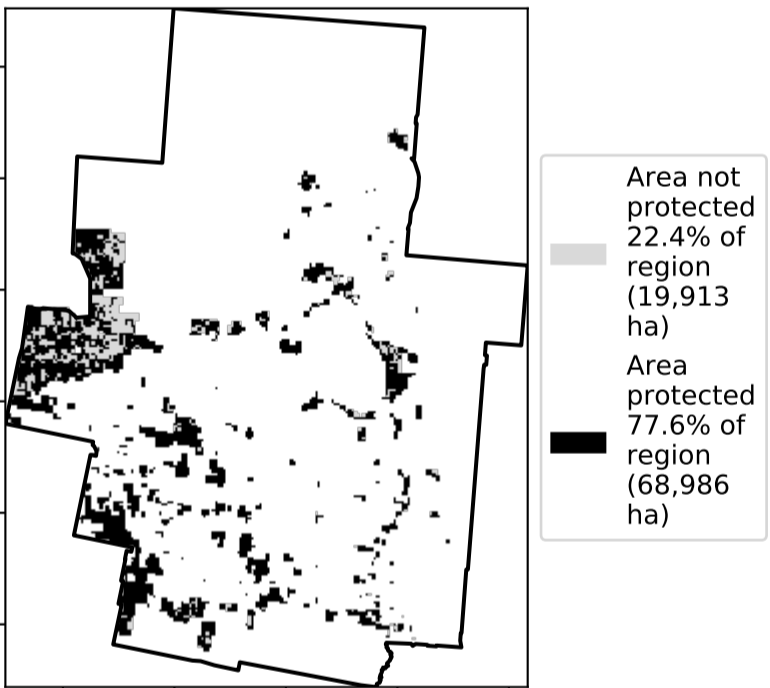 Area not
protected
22.4% of
region
(19,913
ha)
Area
protected
77.6% of
region
(68,986
ha)